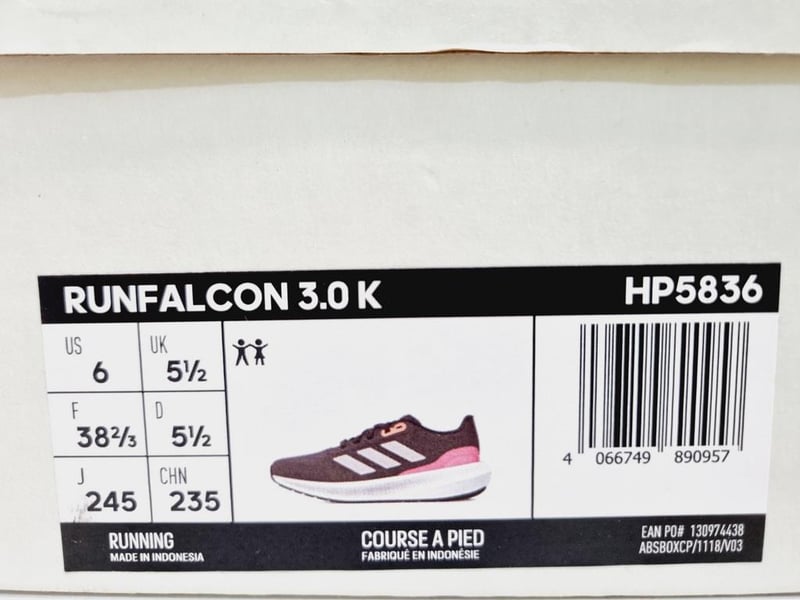 RUNFALCON 3.0 K HP5836
US 6 UK 5½
F 38⅔ D 5½
J 245 CHN 235
4 066749 890957
RUNNING
MADE IN INDONESIA
COURSE A PIED
FABRIQUÉ EN INDONÉSIE
EAN PO# 130974438
ABSBOXCP/1118/V03